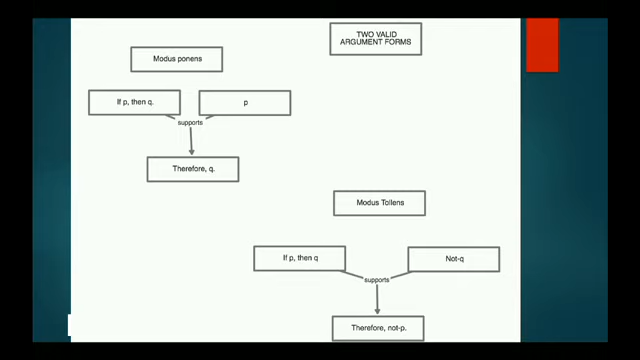 TWO VALID
ARGUMENT FORMS
Modus ponens
If p, then q.
p
supports
Therefore, q.
Modus Tollens
If p, then q
Not-q
supports
Therefore, not-p.